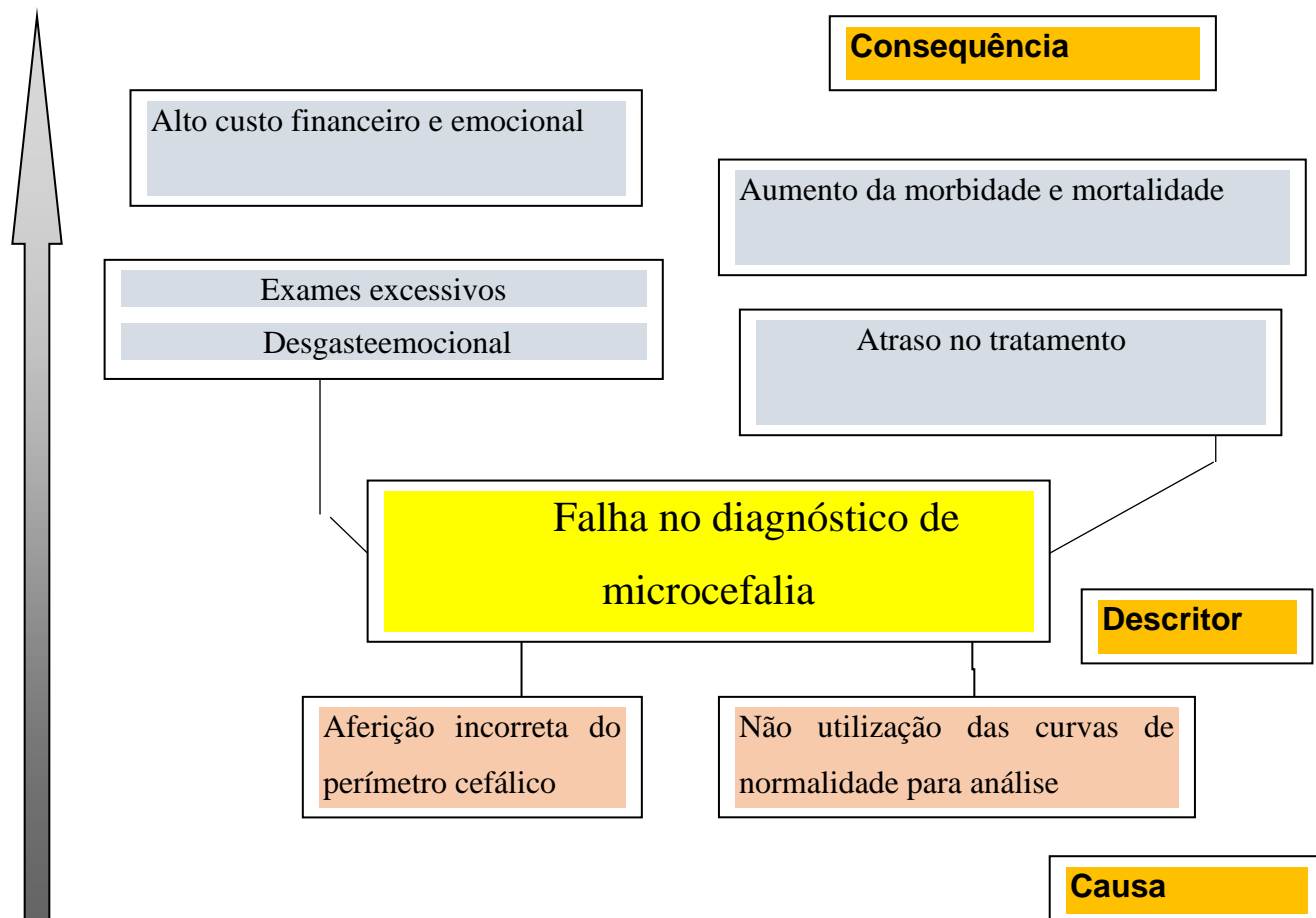 Consequência
Alto custo financeiro e emocional
Aumento da morbidade e mortalidade
Exames excessivos
Desgasteemocional
Atraso no tratamento
Falha no diagnóstico de
microcefalia
Descritor
Aferição incorreta do
perímetro cefálico
Não utilização das curvas de
normalidade para análise
Causa